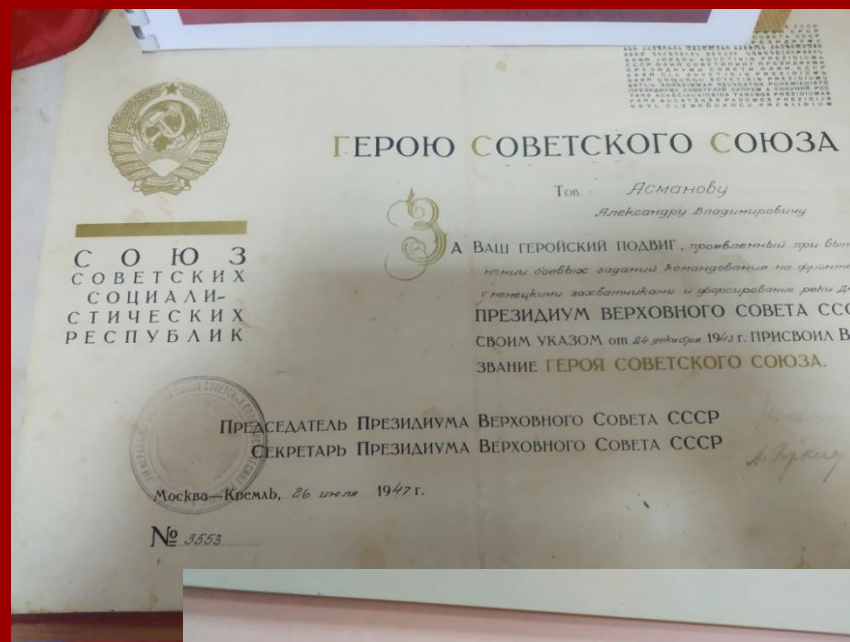 СОЮЗ
СОВЕТСКИХ
СОЦИАЛИ-
СТИЧЕСКИХ
РЕСПУБЛИК
ГЕРОЮ СОВЕТСКОГО СОЮЗА
Тов. Асманову
Александру Владимировичу
ЗА ВАШ ГЕРОЙСКИЙ ПОДВИГ, проявленный при вып
нении боевых заданий командования на фронте
с немецкими захватчиками и форсирование реки Дн
ПРЕЗИДИУМ ВЕРХОВНОГО СОВЕТА ССС
СВОИМ УКАЗОМ от 24 декабря 1943 г. ПРИСВОИЛ В
ЗВАНИЕ ГЕРОЯ СОВЕТСКОГО СОЮЗА.
ПРЕДСЕДАТЕЛЬ ПРЕЗИДИУМА ВЕРХОВНОГО СОВЕТА СССР
СЕКРЕТАРЬ ПРЕЗИДИУМА ВЕРХОВНОГО СОВЕТА СССР
Москва—Кремль, 26 июля 1947 г.
№ 3553